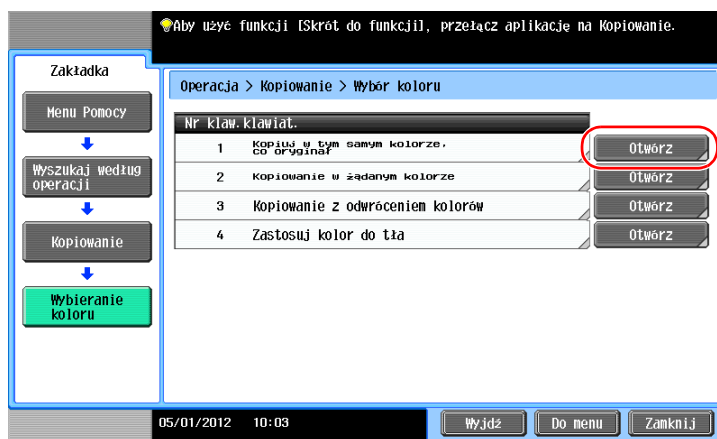 Aby użyć funkcji [Skrót do funkcji], przełącz aplikację na Kopiowanie.
Zakładka
Menu Pomocy
Wyszukaj według
operacji
Kopiowanie
Wybieranie
koloru
Operacja > Kopiowanie > Wybór koloru
Nr klaw.klawiat.
1 Kopiuj w tym samym kolorze,
co oryginał
Otwórz
2 Kopiowanie w żądanym kolorze
Otwórz
3 Kopiowanie z odwróceniem kolorów
Otwórz
4 Zastosuj kolor do tła
Otwórz
05/01/2012 10:03
Wyjdź
Do menu
Zamknij